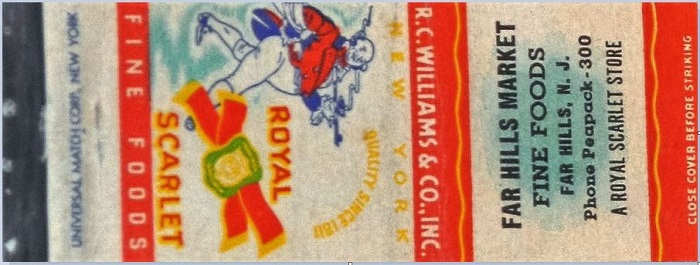 UNIVERSAL MATCH CORP., NEW YORK
FINE FOODS
ROYAL
SCARLET
QUALITY SINCE 1811
NEW YORK
R.C. WILLIAMS & CO., INC.
FAR HILLS MARKET
FINE FOODS
FAR HILLS, N. J.
Phone Peapack-300
A ROYAL SCARLET STORE
CLOSE COVER BEFORE STRIKING